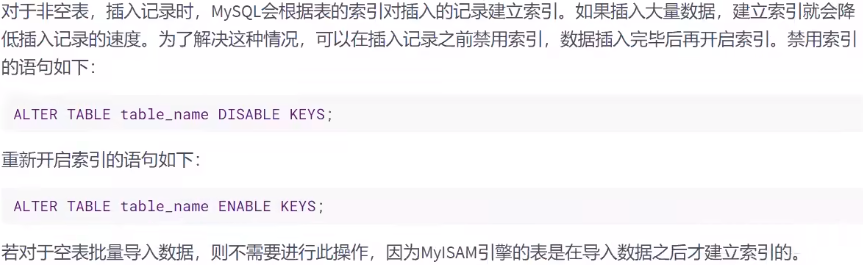 对于非空表，插入记录时，MySQL会根据表的索引对插入的记录建立索引。如果插入大量数据，建立索引就会降
低插入记录的速度。为了解决这种情况，可以在插入记录之前禁用索引，数据插入完毕后再开启索引。禁用索引
的语句如下：
ALTER TABLE table_name DISABLE KEYS;
重新开启索引的语句如下：
ALTER TABLE table_name ENABLE KEYS;
若对于空表批量导入数据，则不需要进行此操作，因为MyISAM引擎的表是在导入数据之后才建立索引的。